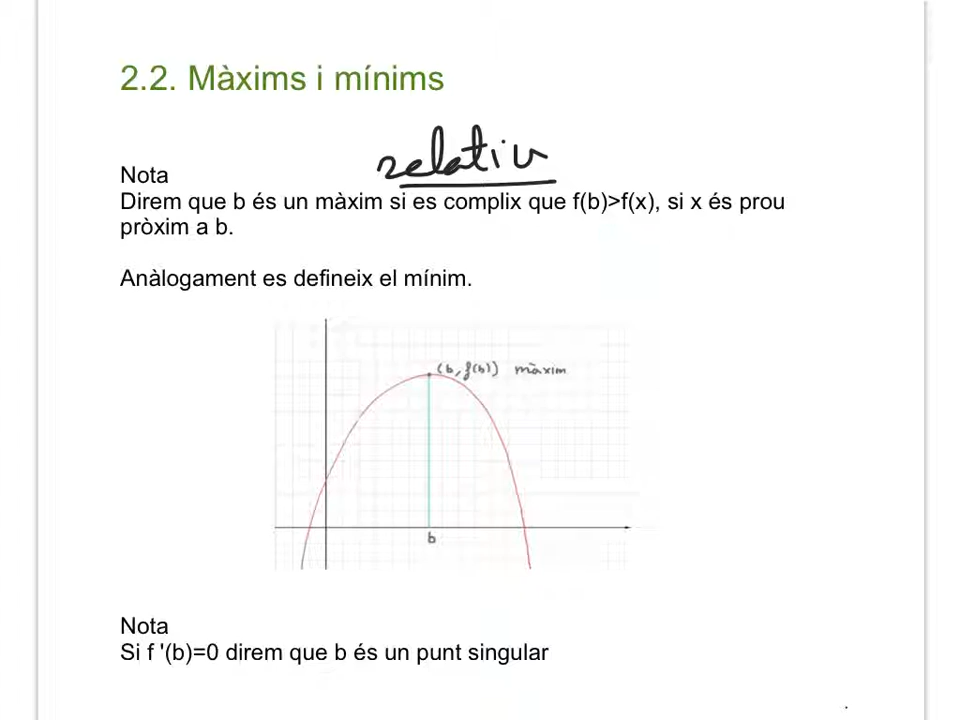 2.2. Màxims i mínims
relatiu
Nota
Direm que b és un màxim si es complix que f(b)>f(x), si x és prou
pròxim a b.
Anàlogament es defineix el mínim.
(b, f(b)) màxim
b
Nota
Si f '(b)=0 direm que b és un punt singular